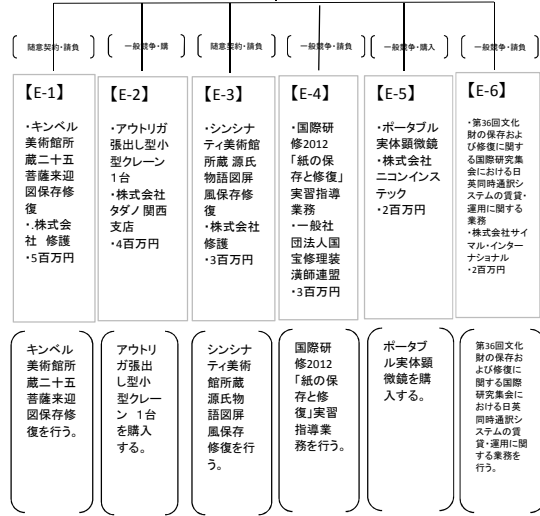 随意契約・請負
一般競争・購
随意契約・請負
一般競争・請負
一般競争・購入
一般競争・請負
【E-1】
・キンベル
美術館所
蔵二十五
菩薩来迎
図保存修
復
・.株式会
社 修護
・5百万円
【E-2】
・アウトリガ
張出し型小
型クレーン
1台
・株式会社
タダノ 関西
支店
・4百万円
【E-3】
・シンシナ
ティ美術館
所蔵 源氏
物語図屏
風保存修
復
・株式会社
修護
・3百万円
【E-4】
・国際研
修2012
「紙の保
存と修復」
実習指導
業務
・一般社
団法人国
宝修理装
潢師連盟
・3百万円
【E-5】
・ポータブル
実体顕微鏡
・株式会社
ニコンインス
テック
・2百万円
【E-6】
・第36回文化
財の保存お
よび修復に関す
る国際研究集
会における日英
同時通訳シ
ステムの賃貸・
運用に関する
業務
・株式会社サイ
マル・インター
ナショナル
・2百万円
キンベル
美術館所
蔵二十五
菩薩来迎
図保存修
復を行う。
アウトリ
ガ張出
し型小
型クレー
ン 1台
を購入
する。
シンシナ
ティ美術
館所蔵
源氏物
語図屏
風保存
修復を行
う。
国際研
修2012
「紙の保
存と修
復」実習
指導業
務を行う。
ポータブ
ル実体顕
微鏡を購
入する。
第36回文化
財の保存お
よび修復に
関する国際
研究集会に
おける日英
同時通訳シ
ステムの賃
貸・運用に関
する業務を
行う。